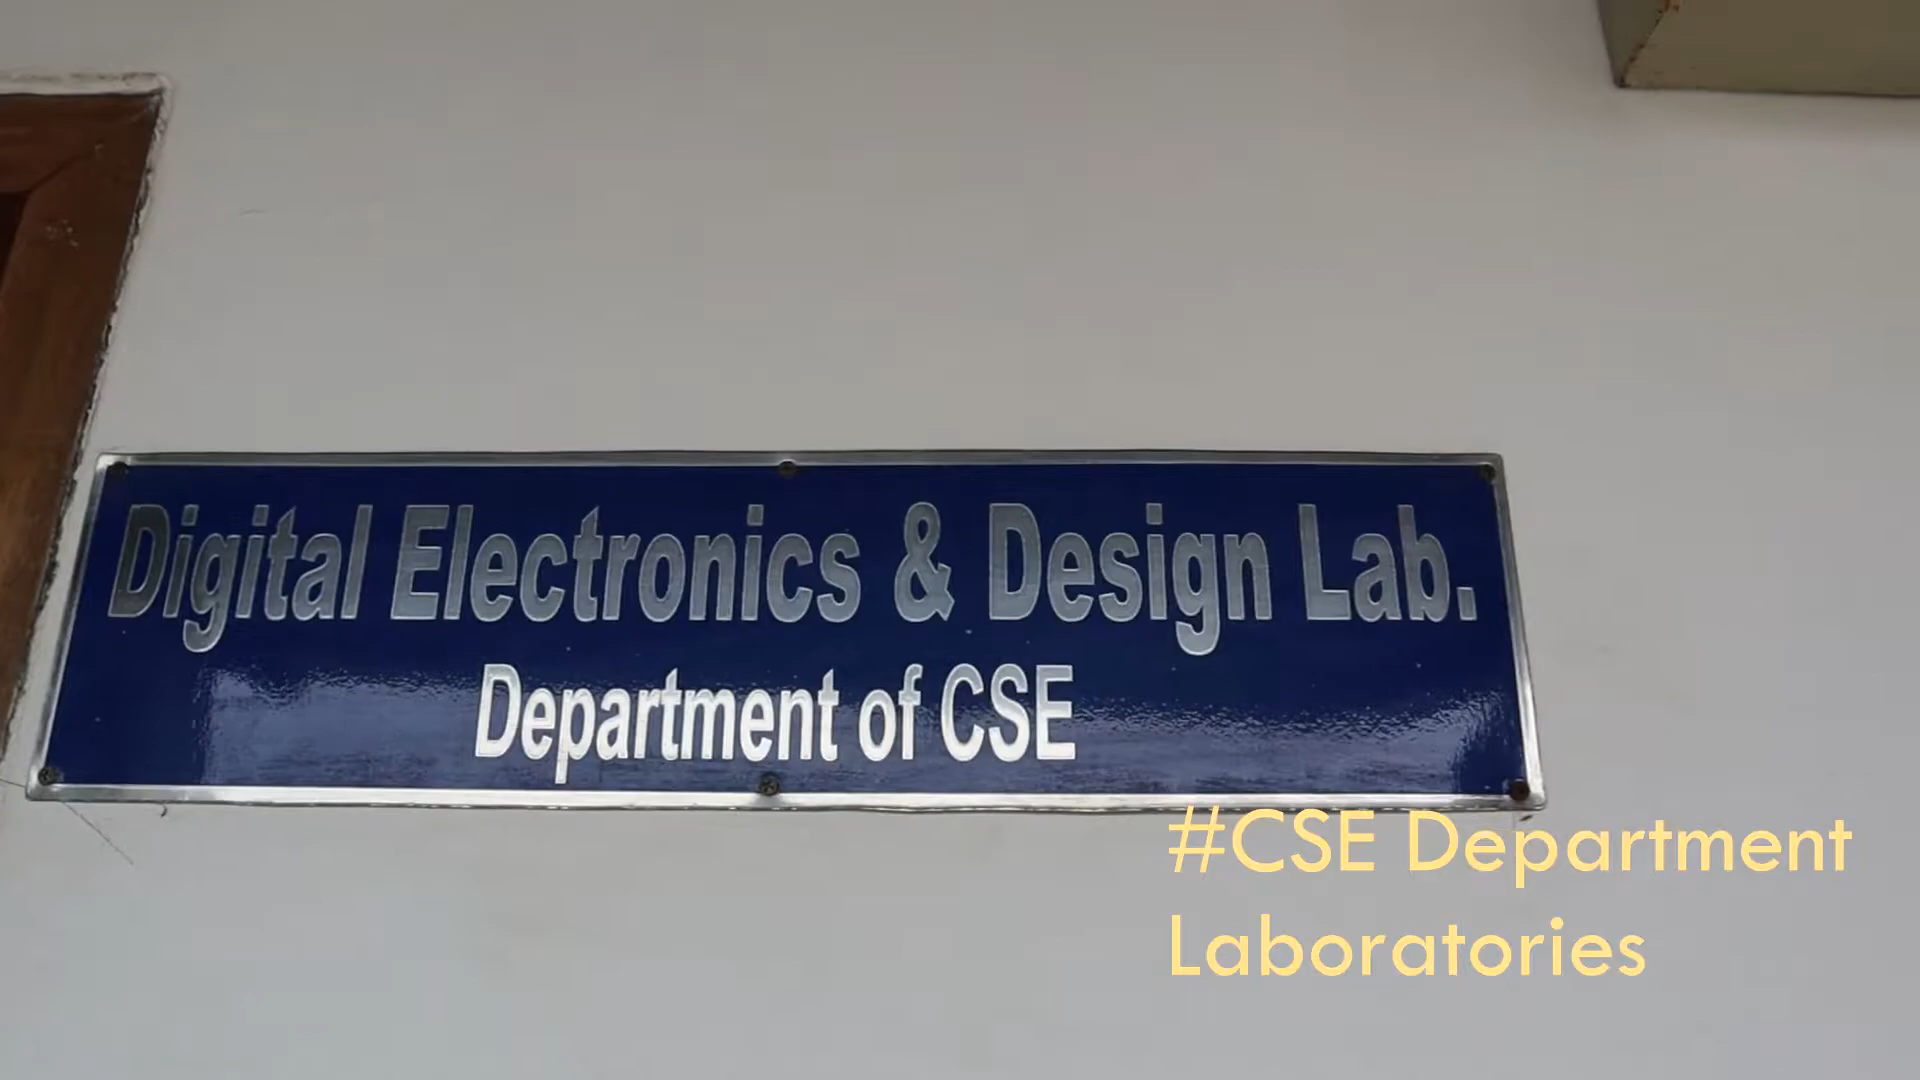 Digital Electronics & Design Lab.
Department of CSE
#CSE Department
Laboratories